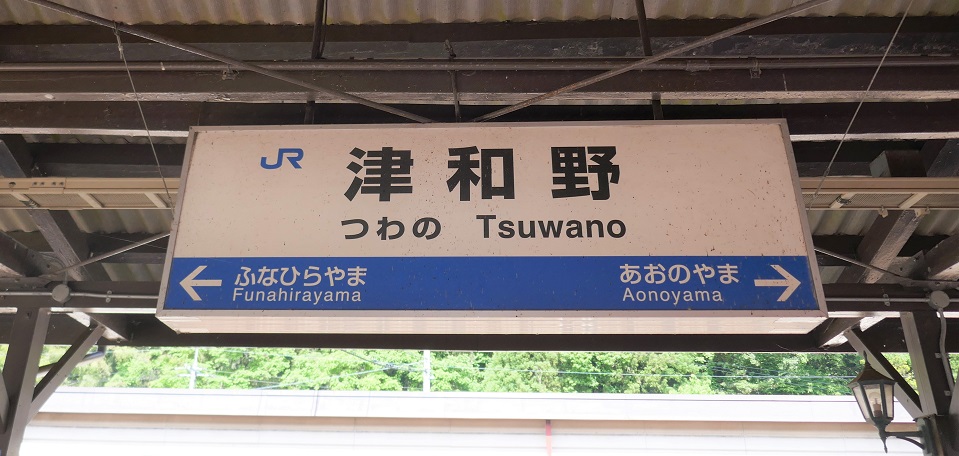 JR 津和野
つわの Tsuwano
← ふなひらやま あおのやま →
Funahirayama Aonoyama